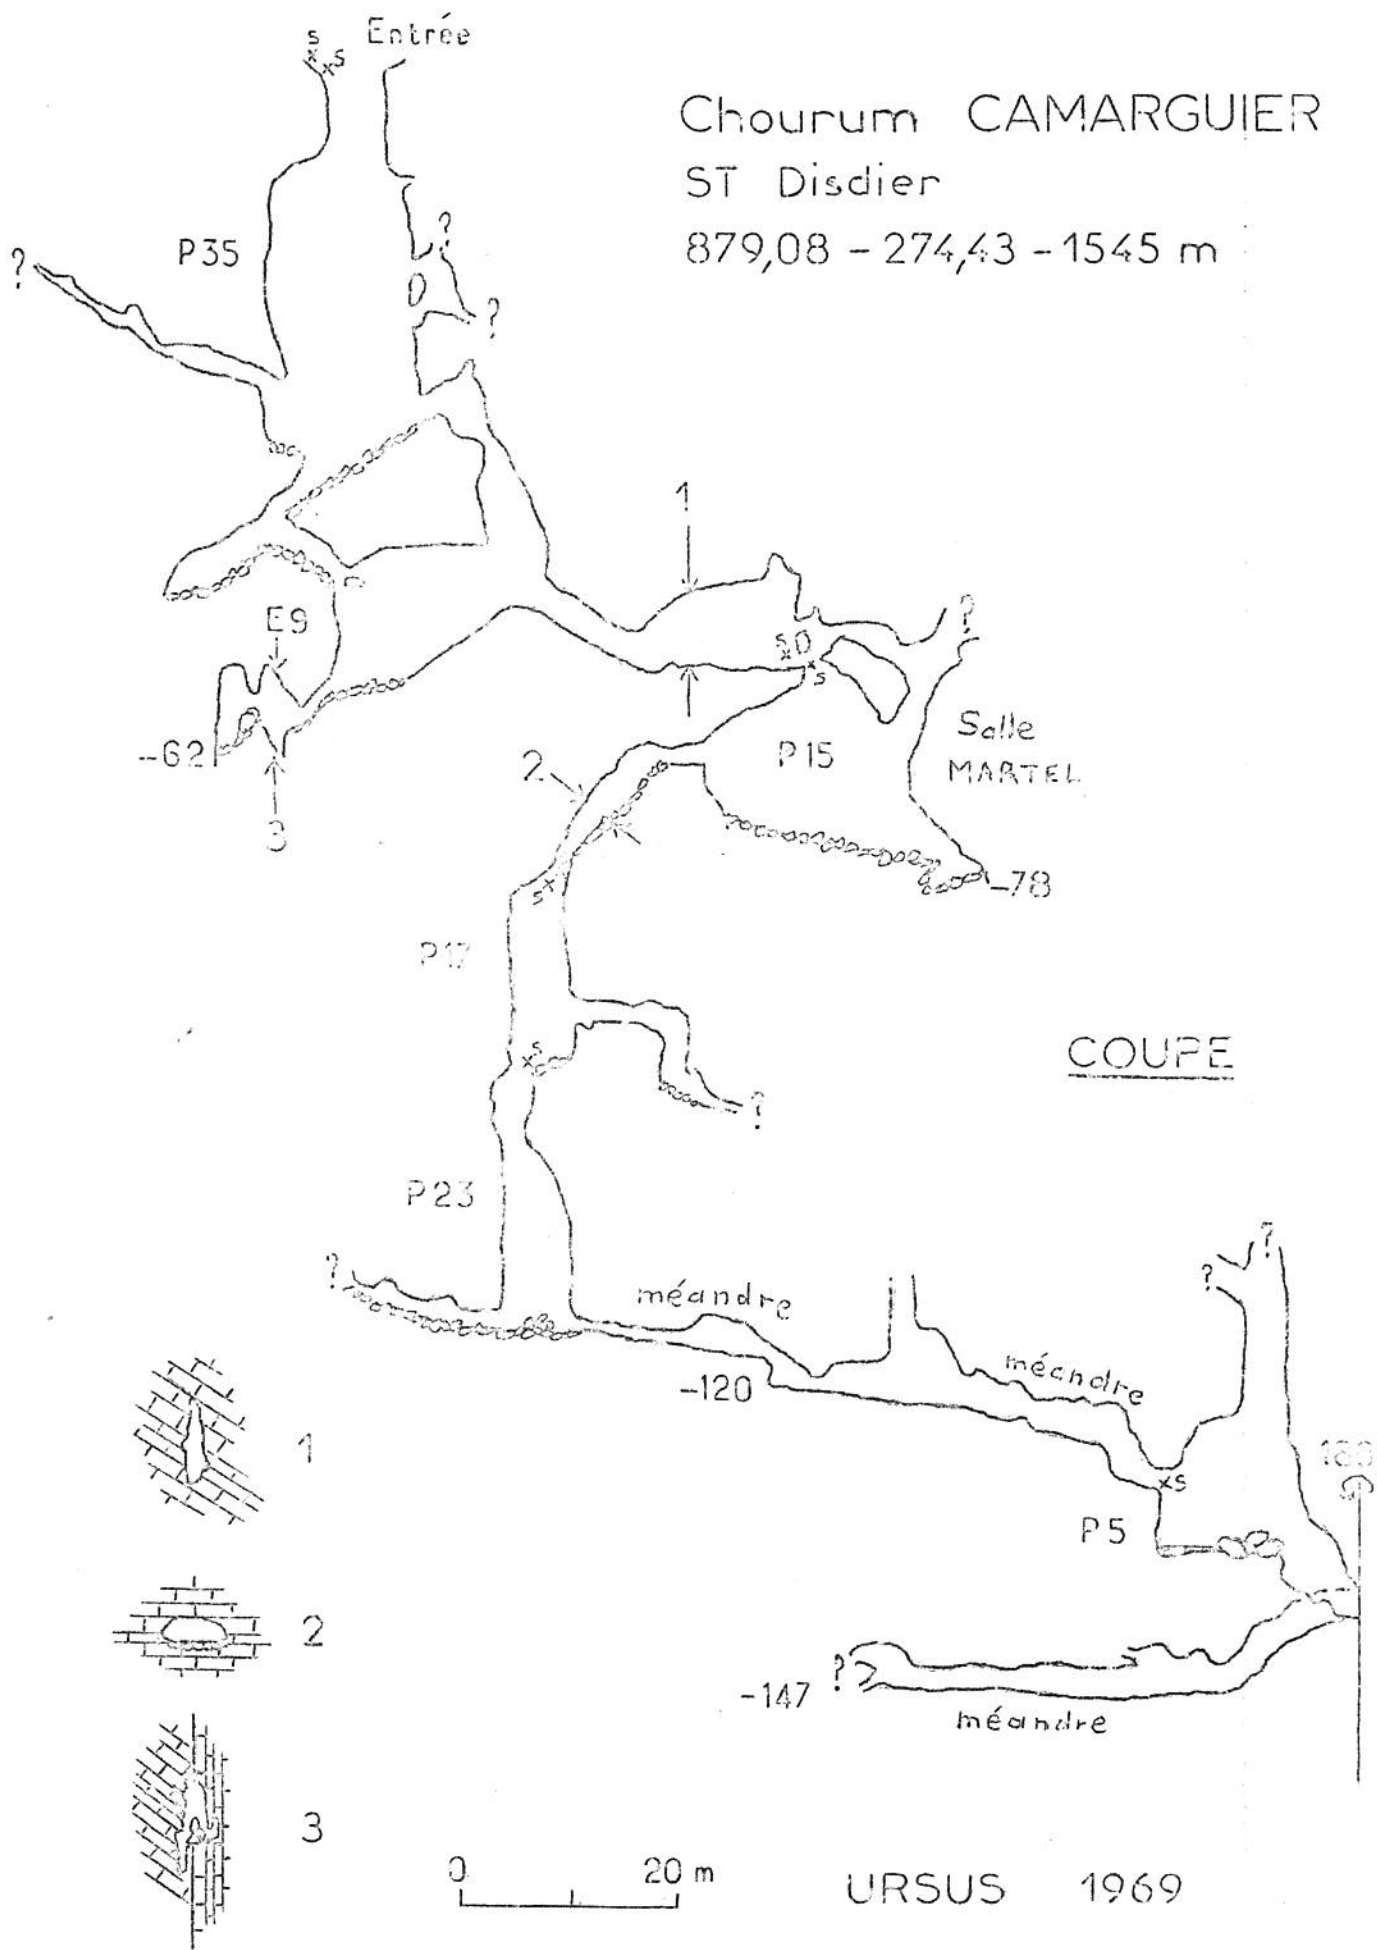 Entrée
s
s
Chourum CAMARGUIER
ST Disdier
879,08 - 274,43 - 1545 m
P35
?
?
?
1
E9
?
s
s
Salle
MARTEL
P15
-62
2
3
s
-78
P17
s
COUPE
?
P23
?
?
?
méandre
méandre
-120
1
s
180
P5
2
?
-147
méandre
3
0 20 m
URSUS 1969